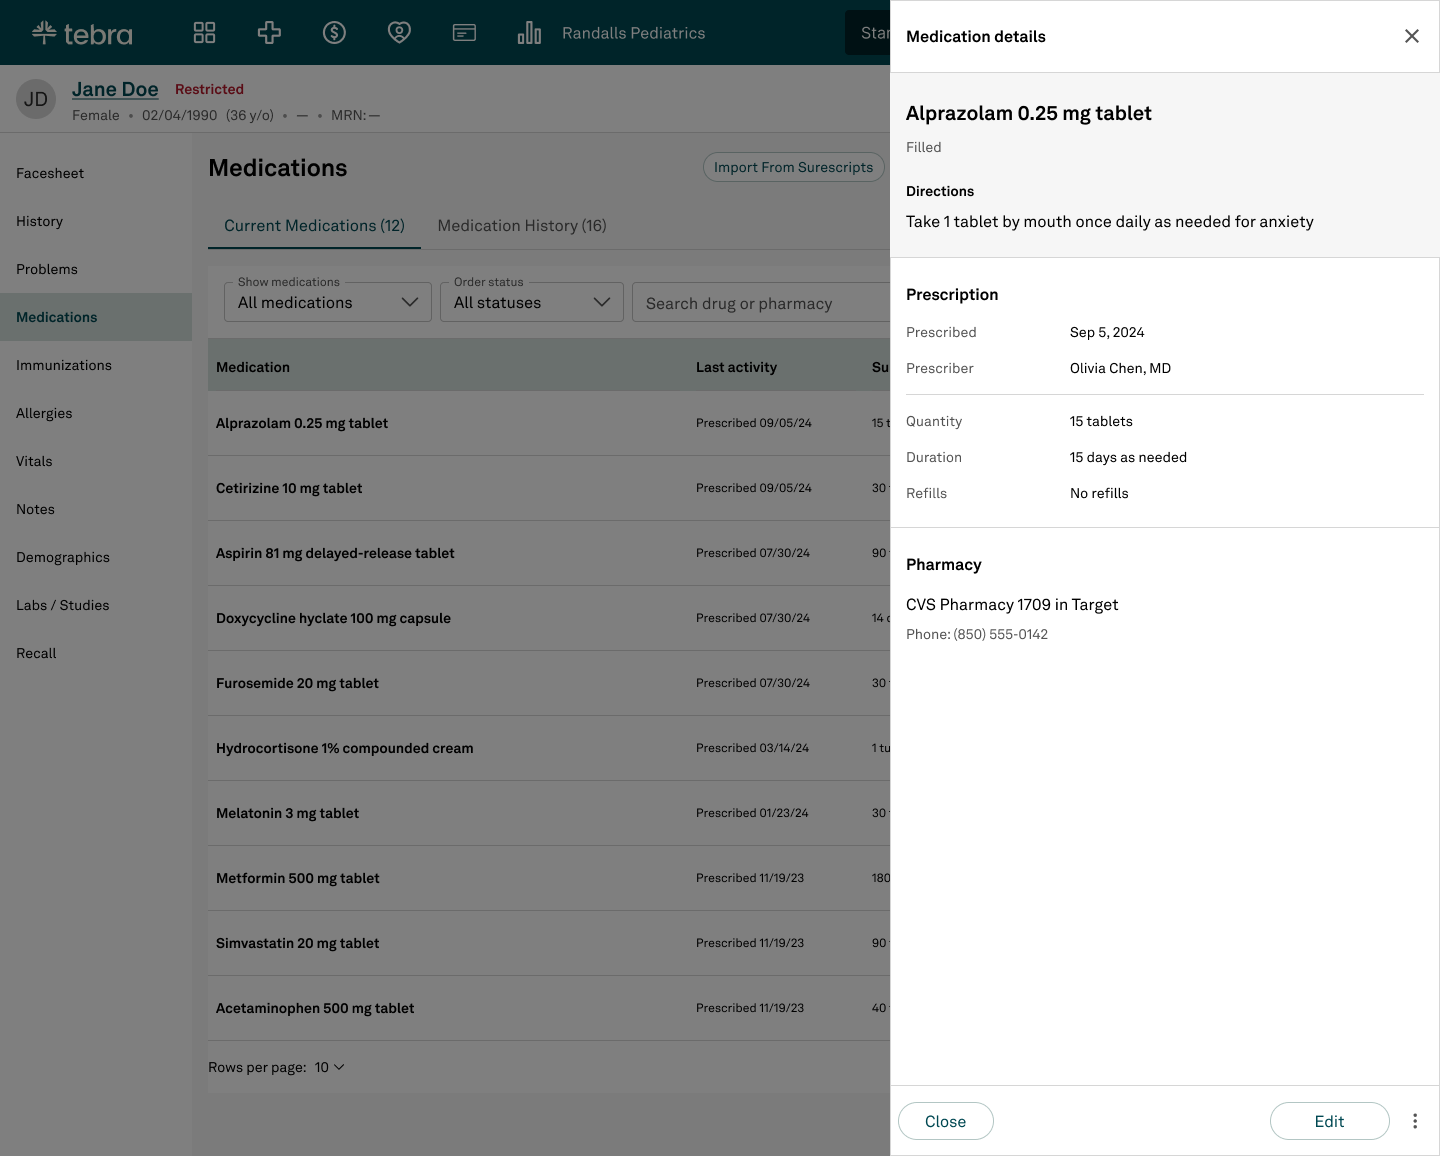 tebra
Randalls Pediatrics
JD
Jane Doe
Restricted
Female • 02/04/1990 (36 y/o) • — • MRN: —
Facesheet
History
Problems
Medications
Immunizations
Allergies
Vitals
Notes
Demographics
Labs / Studies
Recall
Medications
Import From Surescripts
Current Medications (12)
Medication History (16)
Show medications
All medications
Order status
All statuses
Search drug or pharmacy
Medication Last activity
Alprazolam 0.25 mg tablet Prescribed 09/05/24 15
Cetirizine 10 mg tablet Prescribed 09/05/24 30
Aspirin 81 mg delayed-release tablet Prescribed 07/30/24 90
Doxycycline hyclate 100 mg capsule Prescribed 07/30/24 14
Furosemide 20 mg tablet Prescribed 07/30/24 30
Hydrocortisone 1% compounded cream Prescribed 03/14/24 1
Melatonin 3 mg tablet Prescribed 01/23/24 30
Metformin 500 mg tablet Prescribed 11/19/23 180
Simvastatin 20 mg tablet Prescribed 11/19/23 90
Acetaminophen 500 mg tablet Prescribed 11/19/23 40
Rows per page: 10
Medication details
Alprazolam 0.25 mg tablet
Filled
Directions
Take 1 tablet by mouth once daily as needed for anxiety
Prescription
Prescribed Sep 5, 2024
Prescriber Olivia Chen, MD
Quantity 15 tablets
Duration 15 days as needed
Refills No refills
Pharmacy
CVS Pharmacy 1709 in Target
Phone: (850) 555-0142
Close
Edit